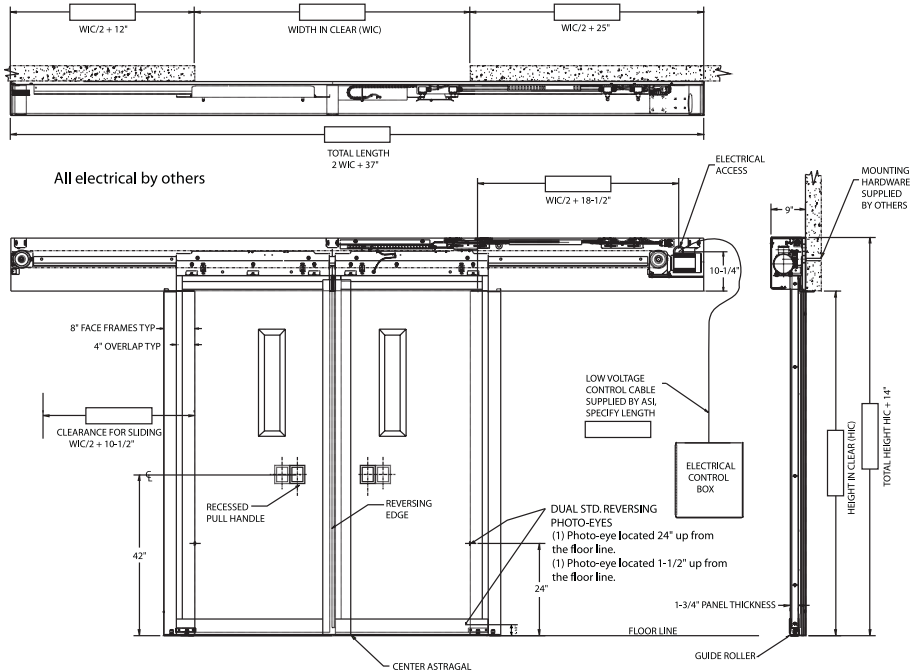 WIC/2 + 12"
WIDTH IN CLEAR (WIC)
WIC/2 + 25"
TOTAL LENGTH
2 WIC + 37"
All electrical by others
ELECTRICAL
ACCESS
WIC/2 + 18-1/2"
MOUNTING
HARDWARE
SUPPLIED
BY OTHERS
9"
10-1/4"
8" FACE FRAMES TYP
4" OVERLAP TYP
CLEARANCE FOR SLIDING
WIC/2 + 10-1/2"
LOW VOLTAGE
CONTROL CABLE
SUPPLIED BY ASI,
SPECIFY LENGTH
ELECTRICAL
CONTROL
BOX
HEIGHT IN CLEAR (HIC)
TOTAL HEIGHT HIC + 14"
CL
RECESSED
PULL HANDLE
REVERSING
EDGE
DUAL STD. REVERSING
PHOTO-EYES
(1) Photo-eye located 24" up from
the floor line.
(1) Photo-eye located 1-1/2" up from
the floor line.
42"
24"
1-3/4" PANEL THICKNESS
FLOOR LINE
GUIDE ROLLER
CENTER ASTRAGAL